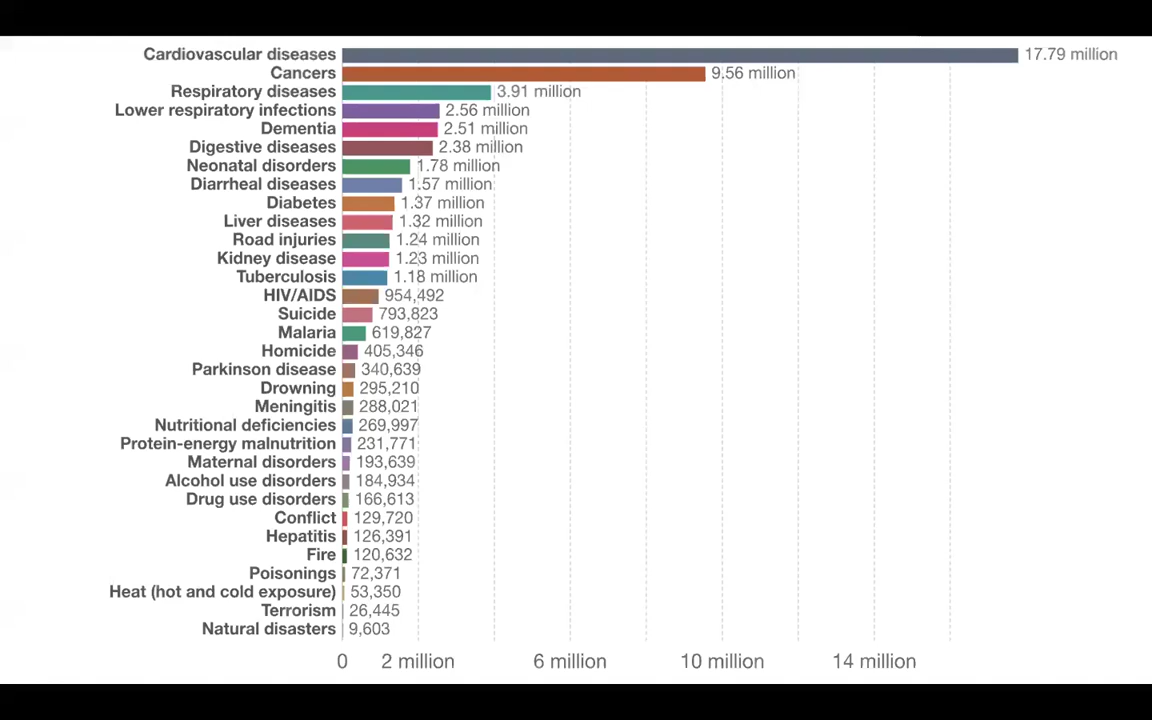 Cardiovascular diseases 17.79 million
Cancers 9.56 million
Respiratory diseases 3.91 million
Lower respiratory infections 2.56 million
Dementia 2.51 million
Digestive diseases 2.38 million
Neonatal disorders 1.78 million
Diarrheal diseases 1.57 million
Diabetes 1.37 million
Liver diseases 1.32 million
Road injuries 1.24 million
Kidney disease 1.23 million
Tuberculosis 1.18 million
HIV/AIDS 954,492
Suicide 793,823
Malaria 619,827
Homicide 405,346
Parkinson disease 340,639
Drowning 295,210
Meningitis 288,021
Nutritional deficiencies 269,997
Protein-energy malnutrition 231,771
Maternal disorders 193,639
Alcohol use disorders 184,934
Drug use disorders 166,613
Conflict 129,720
Hepatitis 126,391
Fire 120,632
Poisonings 72,371
Heat (hot and cold exposure) 53,350
Terrorism 26,445
Natural disasters 9,603
0 2 million 6 million 10 million 14 million